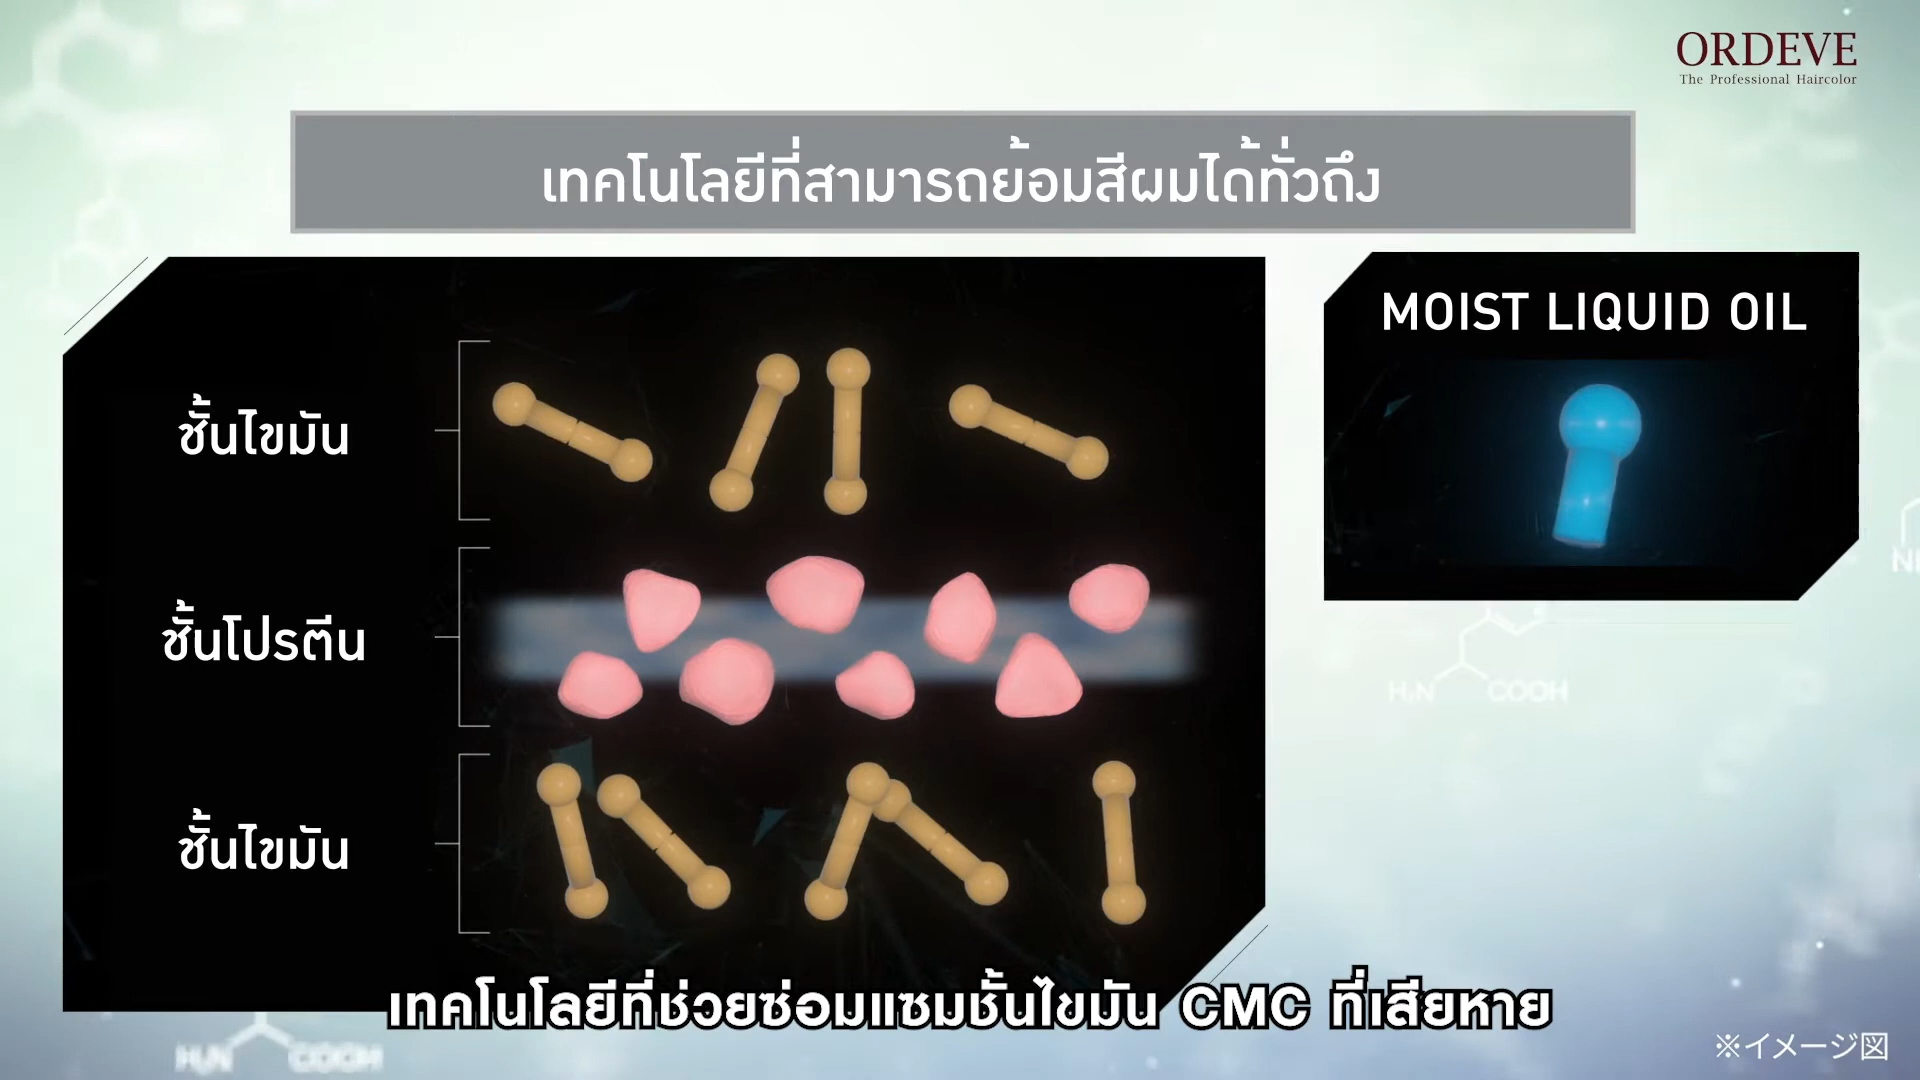 ORDEVE
The Professional Haircolor
เทคโนโลยีที่สามารถย้อมสีผมได้ทั่วถึง
MOIST LIQUID OIL
ชั้นไขมัน
ชั้นโปรตีน
ชั้นไขมัน
H₂N
COOH
เทคโนโลยีที่ช่วยซ่อมแซมชั้นไขมัน CMC ที่เสียหาย
H₂N
COOH
※イメージ図